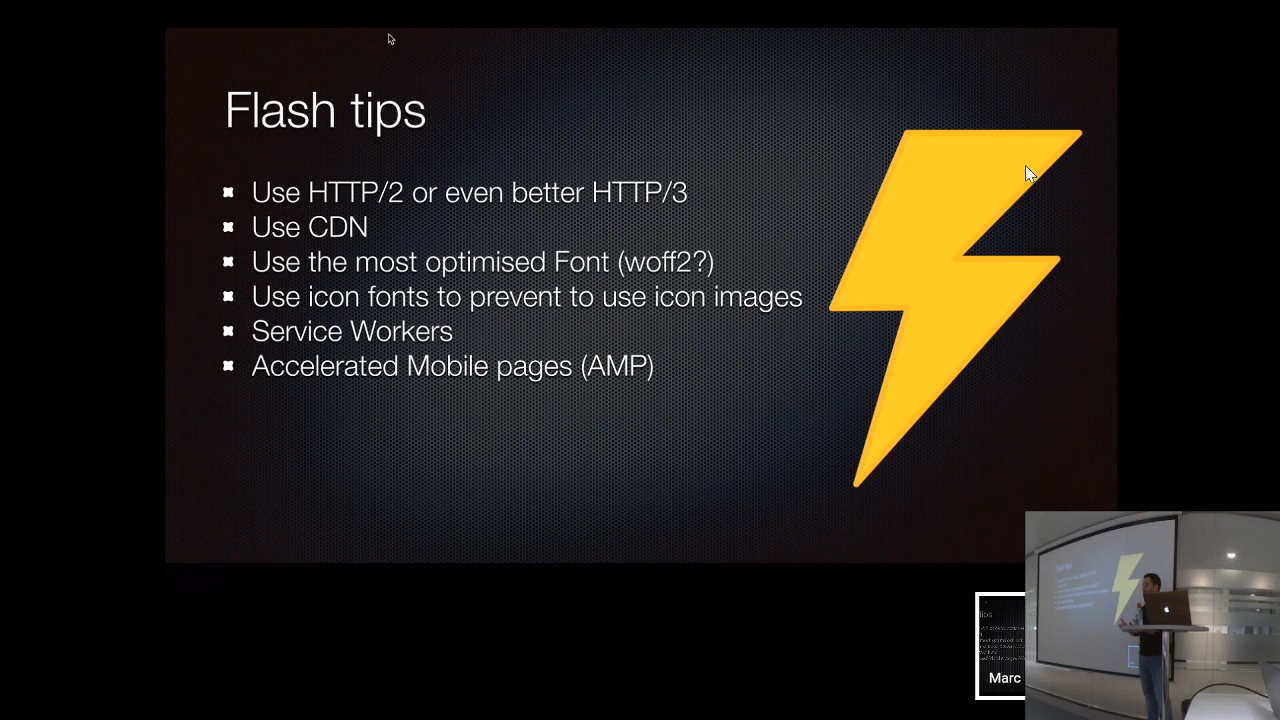 Flash tips
Use HTTP/2 or even better HTTP/3
Use CDN
Use the most optimised Font (woff2?)
Use icon fonts to prevent to use icon images
Service Workers
Accelerated Mobile pages (AMP)
tips
Marc